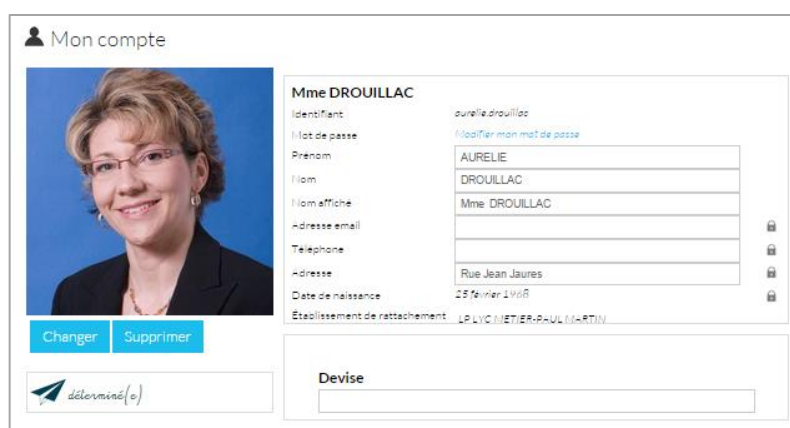 Mon compte
Mme DROUILLAC
Identifiant aurelie.drouillac
Mot de passe Modifier mon mot de passe
Prénom AURELIE
Nom DROUILLAC
Nom affiché Mme DROUILLAC
Adresse email
Téléphone
Adresse Rue Jean Jaures
Date de naissance 25 février 1968
Établissement de rattachement LP LYC METIER-PAUL MARTIN
Changer Supprimer
déterminé(e)
Devise